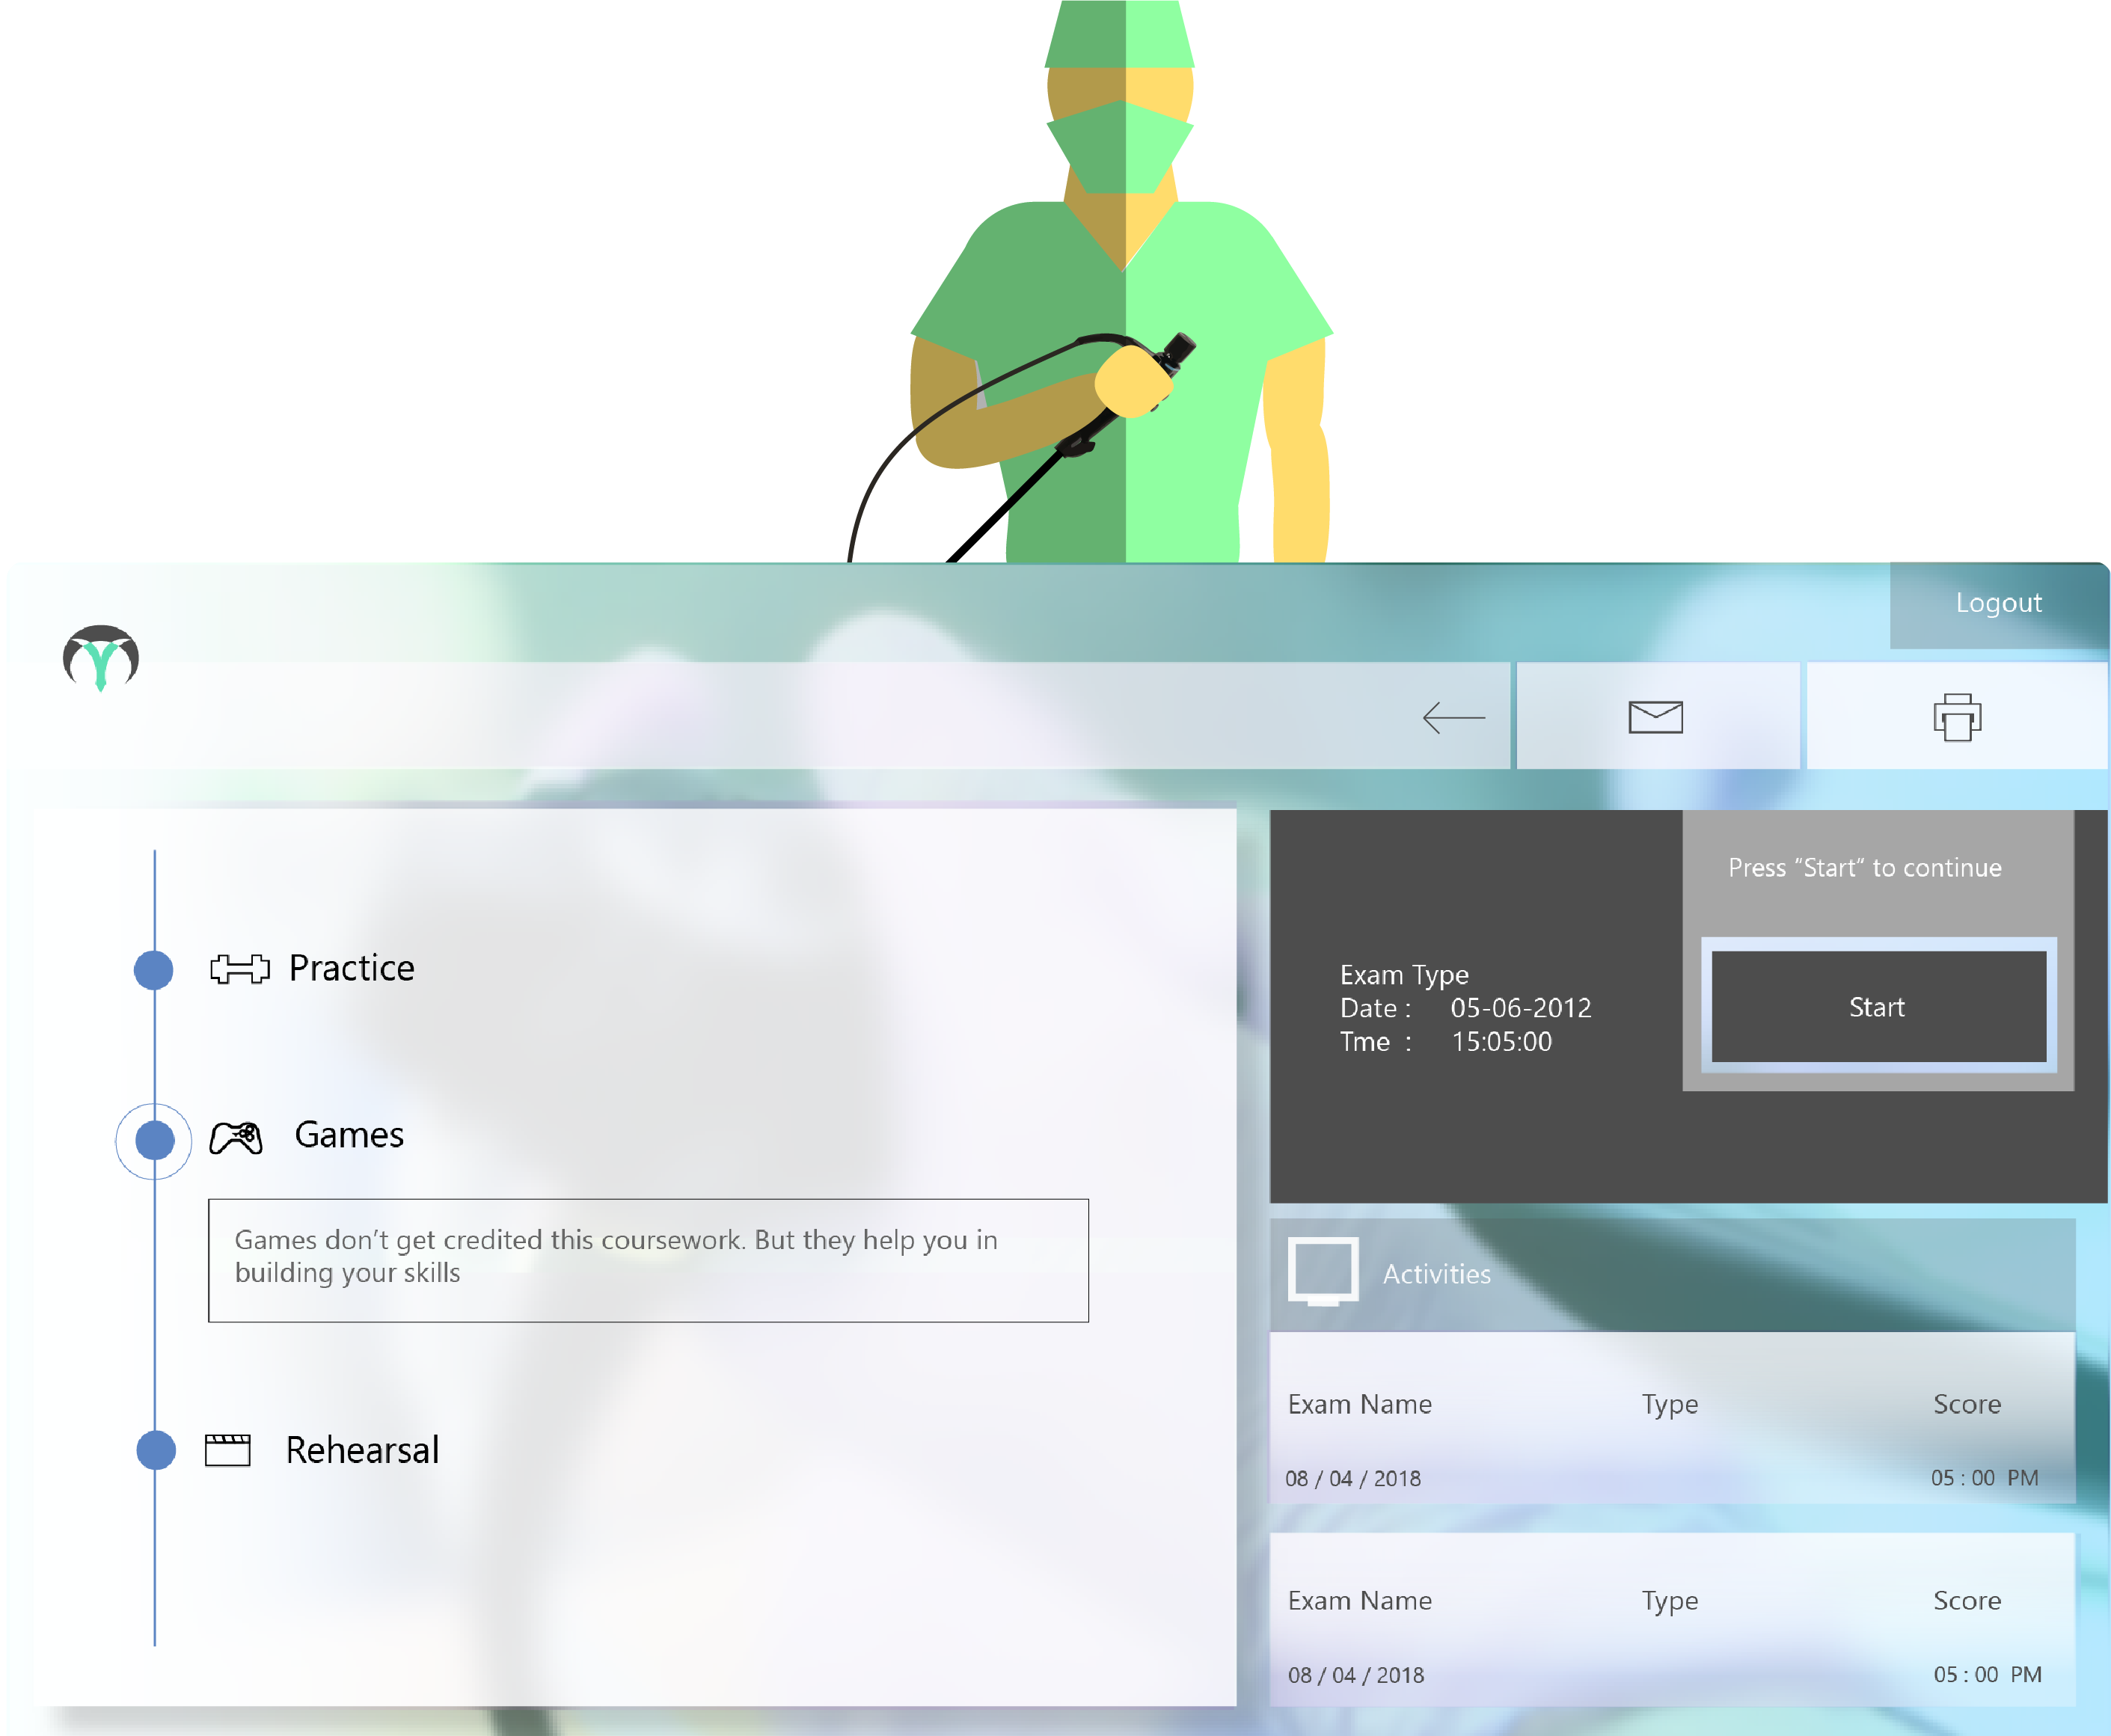 Logout
Practice
Games
Games don't get credited this coursework. But they help you in
building your skills
Rehearsal
Press “Start“ to continue
Start
Exam Type
Date : 05-06-2012
Tme : 15:05:00
Activities
Exam Name Type Score
08 / 04 / 2018 05 : 00 PM
Exam Name Type Score
08 / 04 / 2018 05 : 00 PM